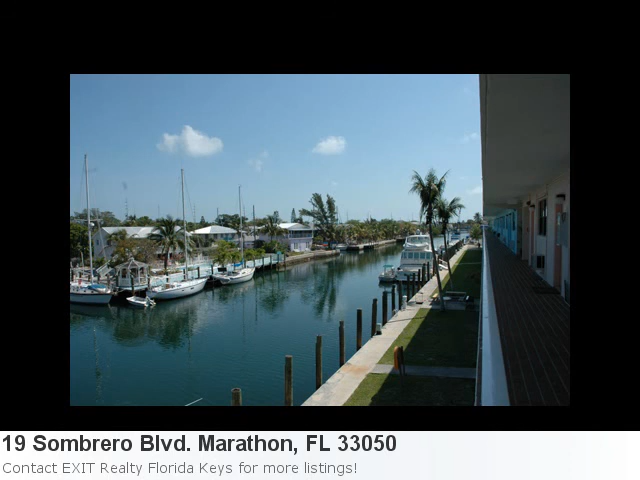 19 Sombrero Blvd. Marathon, FL 33050
Contact EXIT Realty Florida Keys for more listings!